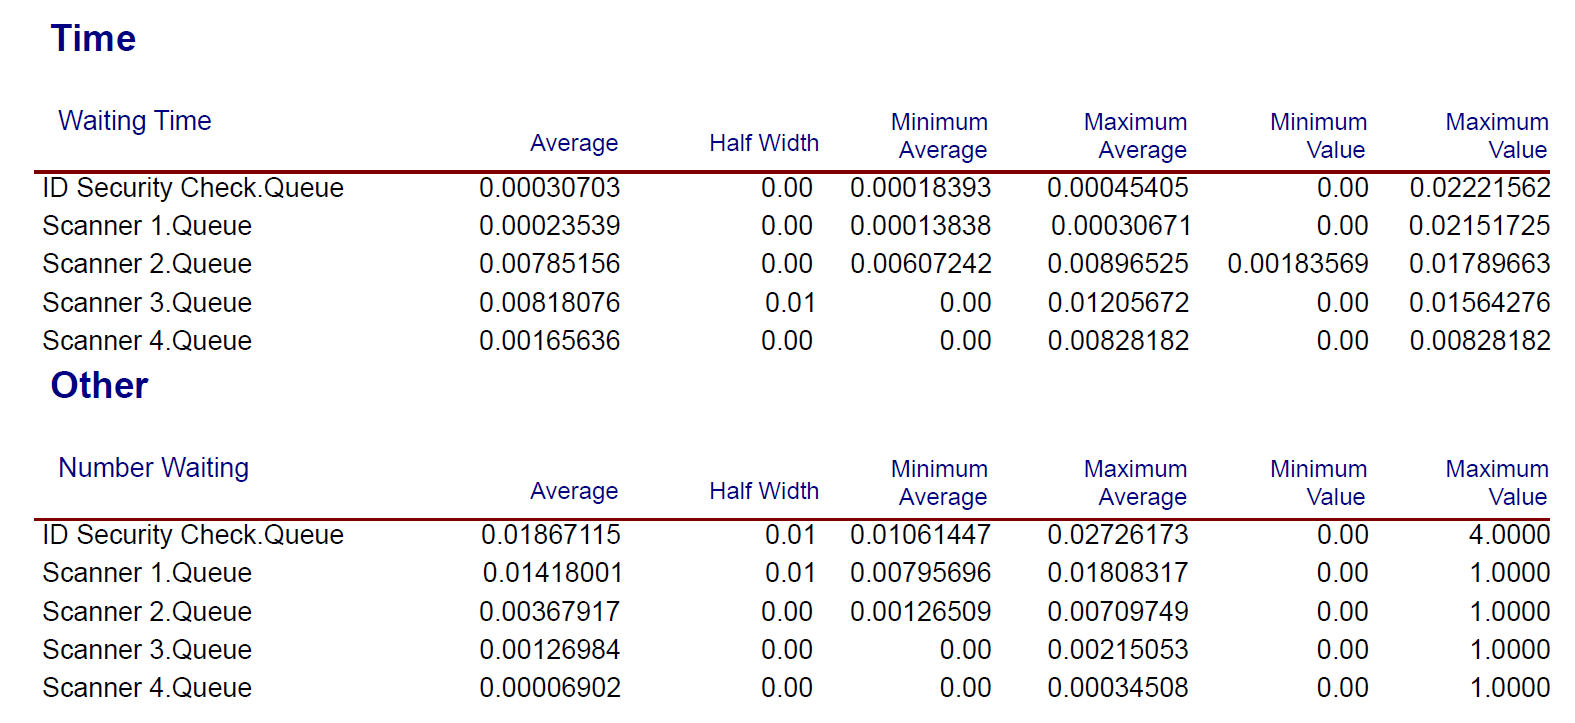 Time
Waiting Time Average Half Width Minimum Average Maximum Average Minimum Value Maximum Value
ID Security Check.Queue 0.00030703 0.00 0.00018393 0.00045405 0.00 0.02221562
Scanner 1.Queue 0.00023539 0.00 0.00013838 0.00030671 0.00 0.02151725
Scanner 2.Queue 0.00785156 0.00 0.00607242 0.00896525 0.00183569 0.01789663
Scanner 3.Queue 0.00818076 0.01 0.00 0.01205672 0.00 0.01564276
Scanner 4.Queue 0.00165636 0.00 0.00 0.00828182 0.00 0.00828182
Other
Number Waiting Average Half Width Minimum Average Maximum Average Minimum Value Maximum Value
ID Security Check.Queue 0.01867115 0.01 0.01061447 0.02726173 0.00 4.0000
Scanner 1.Queue 0.01418001 0.01 0.00795696 0.01808317 0.00 1.0000
Scanner 2.Queue 0.00367917 0.00 0.00126509 0.00709749 0.00 1.0000
Scanner 3.Queue 0.00126984 0.00 0.00 0.00215053 0.00 1.0000
Scanner 4.Queue 0.00006902 0.00 0.00 0.00034508 0.00 1.0000